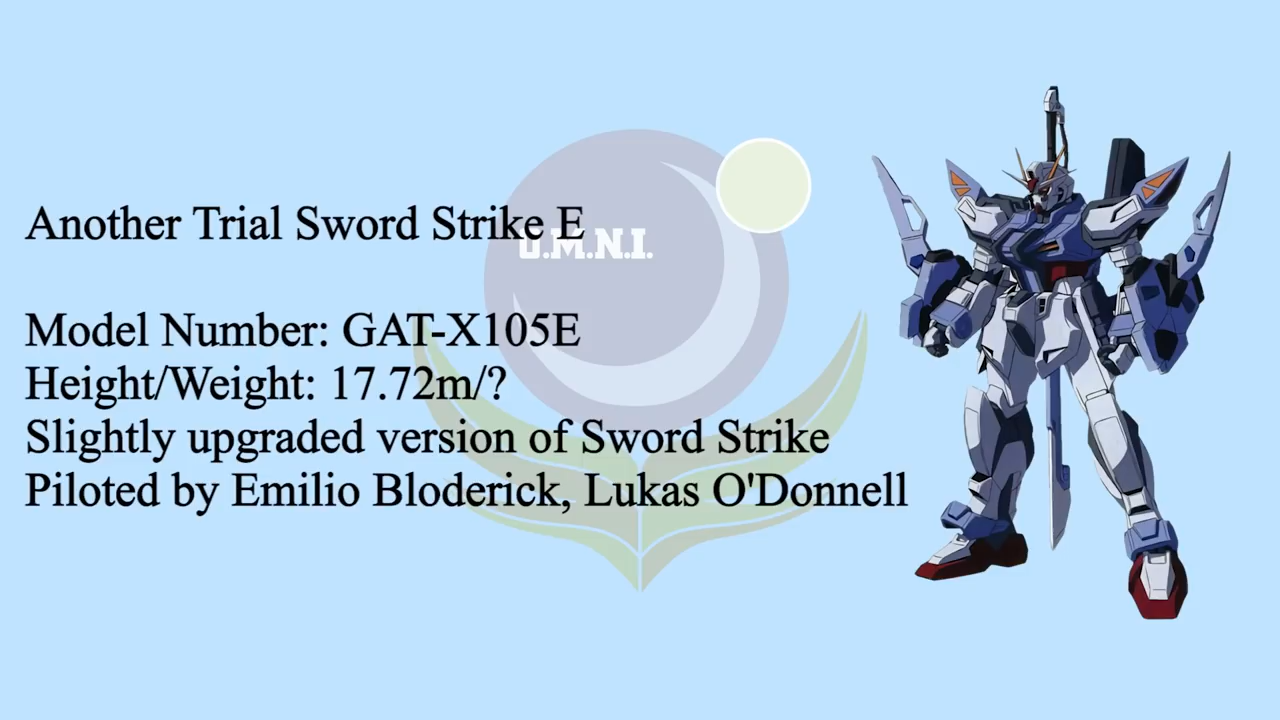 Another Trial Sword Strike E
O.M.N.I.
Model Number: GAT-X105E
Height/Weight: 17.72m/?
Slightly upgraded version of Sword Strike
Piloted by Emilio Bloderick, Lukas O'Donnell